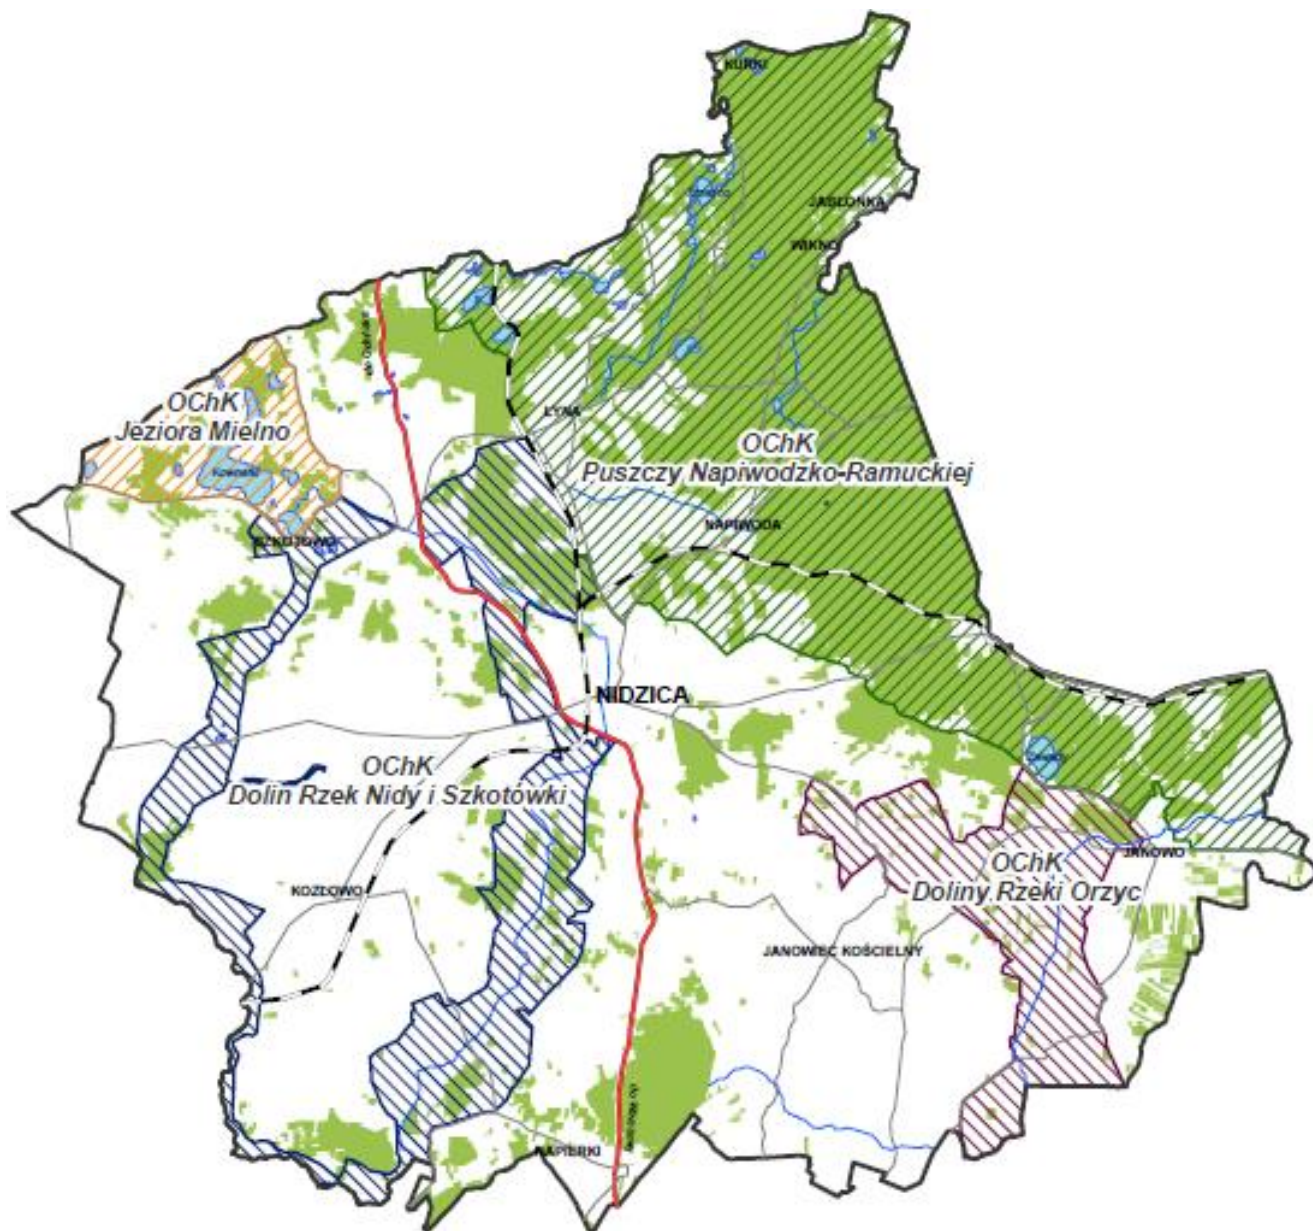 KURKI
JABŁONKA
WIKNO
OChK
Jeziora Mielno
ŁYNA
OChK
Puszczy Napiwodzko-Ramuckiej
NAPIWODA
SZKOTOWO
NIDZICA
OChK
Dolin Rzek Nidy i Szkotówki
OChK
Doliny Rzeki Orzyc
JANOWO
KOZŁOWO
JANOWIEC KOŚCIELNY
NAPIERKI